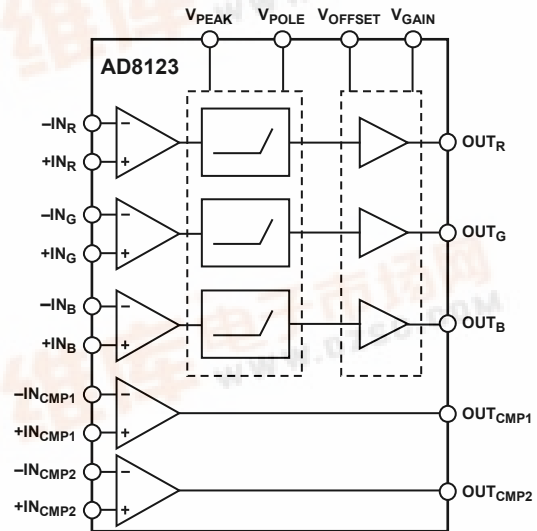 VPEAK VPOLE VOFFSET VGAIN
AD8123
–INR
+INR
OUTR
–ING
+ING
OUTG
–INB
+INB
OUTB
–INCMP1
+INCMP1
OUTCMP1
–INCMP2
+INCMP2
OUTCMP2